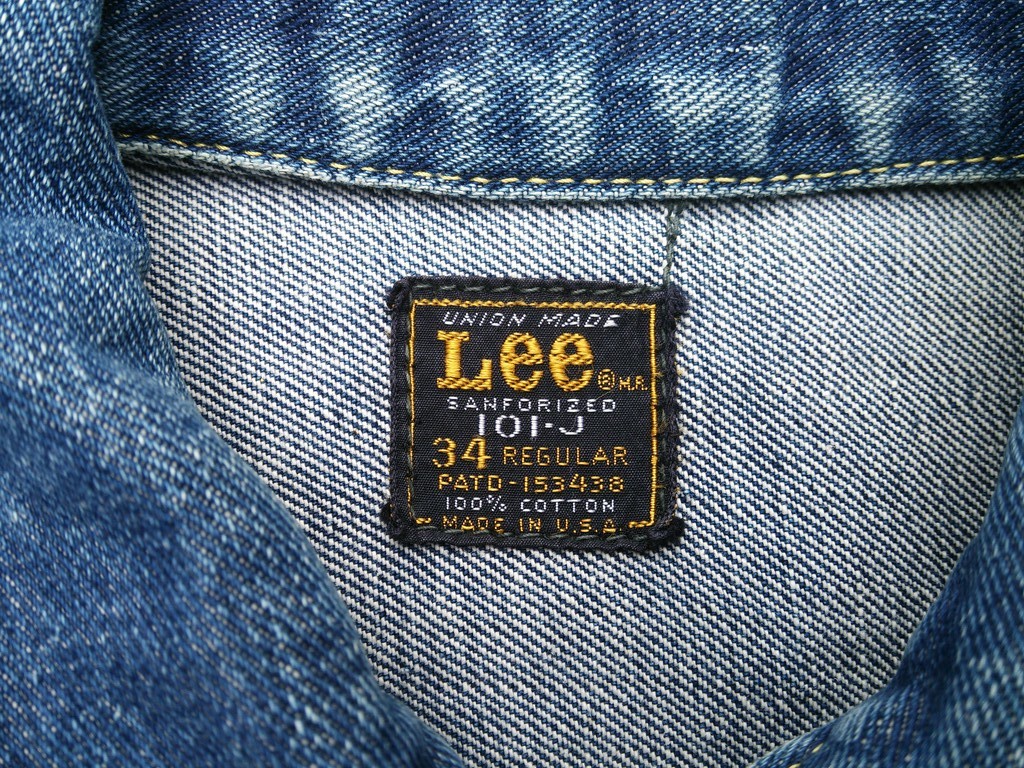 UNION MADE
Lee ® M.R.
SANFORIZED
101-J
34 REGULAR
PATD-153438
100% COTTON
MADE IN U.S.A.